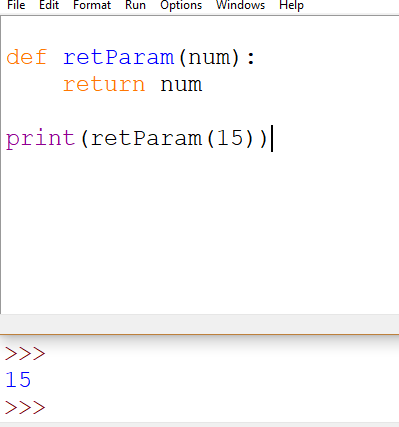 File Edit Format Run Options Windows Help
def retParam(num):
    return num
print(retParam(15))
>>>
15
>>>